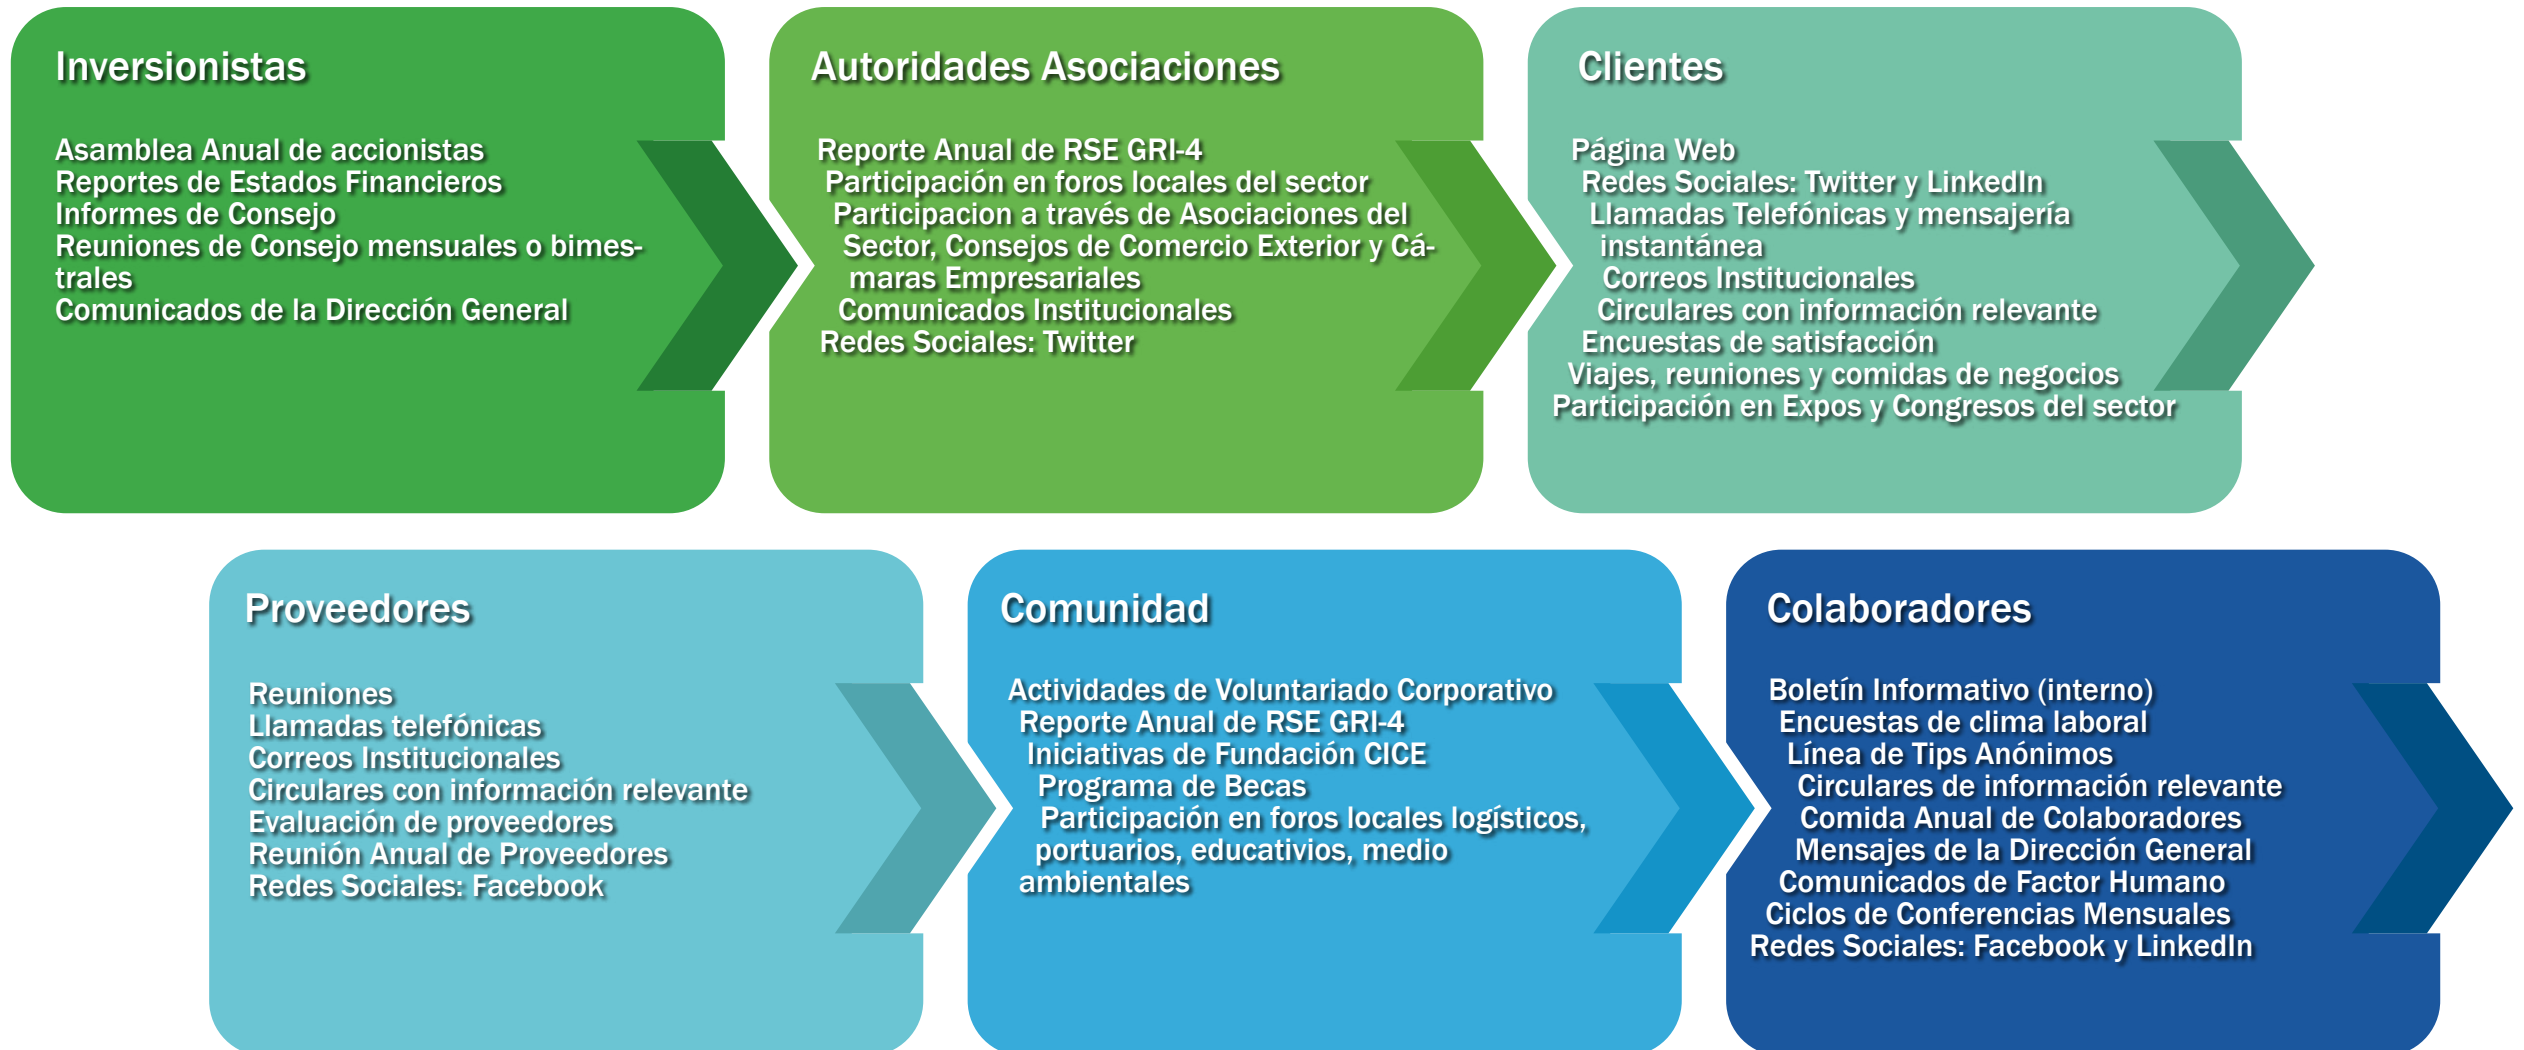 Inversionistas
Asamblea Anual de accionistas
Reportes de Estados Financieros
Informes de Consejo
Reuniones de Consejo mensuales o bimes-
trales
Comunicados de la Dirección General
Autoridades Asociaciones
Reporte Anual de RSE GRI-4
Participación en foros locales del sector
Participacion a través de Asociaciones del
Sector, Consejos de Comercio Exterior y Cá-
maras Empresariales
Comunicados Institucionales
Redes Sociales: Twitter
Clientes
Página Web
Redes Sociales: Twitter y LinkedIn
Llamadas Telefónicas y mensajería
instantánea
Correos Institucionales
Circulares con información relevante
Encuestas de satisfacción
Viajes, reuniones y comidas de negocios
Participación en Expos y Congresos del sector
Proveedores
Reuniones
Llamadas telefónicas
Correos Institucionales
Circulares con información relevante
Evaluación de proveedores
Reunión Anual de Proveedores
Redes Sociales: Facebook
Comunidad
Actividades de Voluntariado Corporativo
Reporte Anual de RSE GRI-4
Iniciativas de Fundación CICE
Programa de Becas
Participación en foros locales logísticos,
portuarios, educativios, medio
ambientales
Colaboradores
Boletín Informativo (interno)
Encuestas de clima laboral
Línea de Tips Anónimos
Circulares de información relevante
Comida Anual de Colaboradores
Mensajes de la Dirección General
Comunicados de Factor Humano
Ciclos de Conferencias Mensuales
Redes Sociales: Facebook y LinkedIn